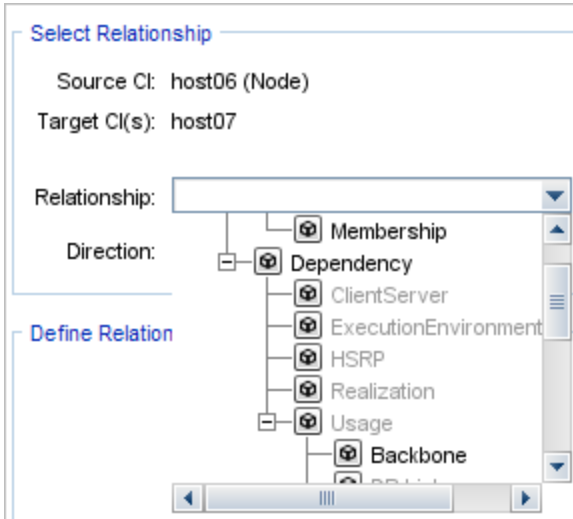 Select Relationship
Source CI: host06 (Node)
Target CI(s): host07
Relationship:
Membership
Direction:
Dependency
ClientServer
ExecutionEnvironment
Define Relation
HSRP
Realization
Usage
Backbone